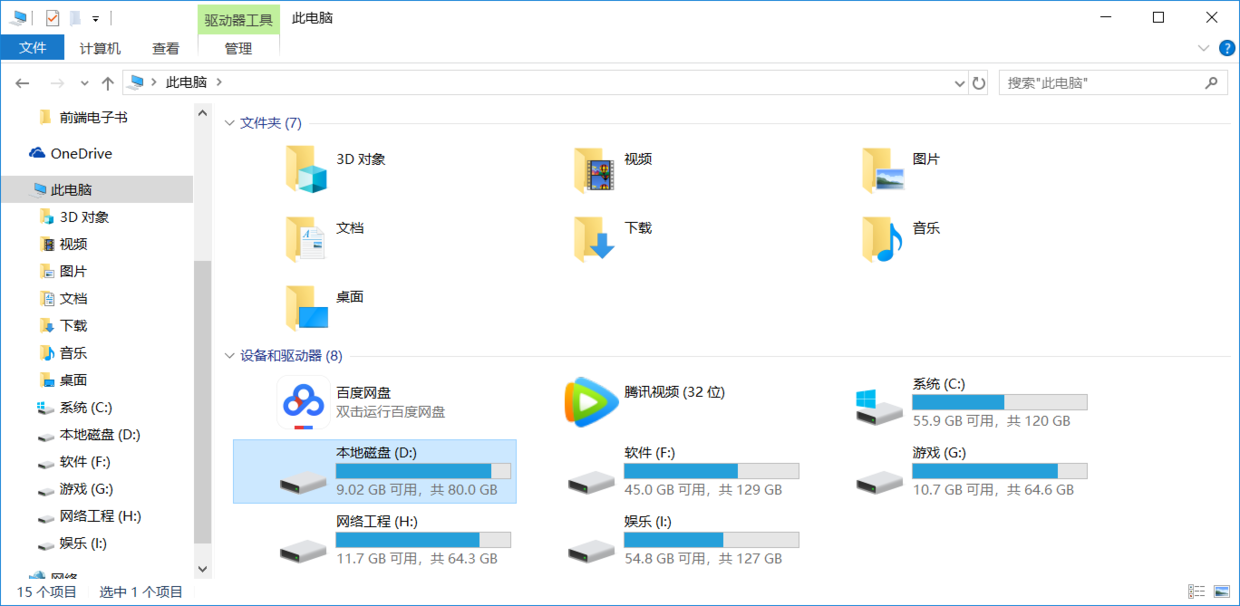 驱动器工具 此电脑
文件 计算机 查看 管理
此电脑 搜索"此电脑"
前端电子书
OneDrive
此电脑
3D 对象
视频
图片
文档
下载
音乐
桌面
系统 (C:)
本地磁盘 (D:)
软件 (F:)
游戏 (G:)
网络工程 (H:)
娱乐 (I:)
网络
文件夹 (7)
3D 对象 视频 图片
文档 下载 音乐
桌面
设备和驱动器 (8)
百度网盘
双击运行百度网盘
腾讯视频 (32 位)
系统 (C:)
55.9 GB 可用，共 120 GB
本地磁盘 (D:)
9.02 GB 可用，共 80.0 GB
软件 (F:)
45.0 GB 可用，共 129 GB
游戏 (G:)
10.7 GB 可用，共 64.6 GB
网络工程 (H:)
11.7 GB 可用，共 64.3 GB
娱乐 (I:)
54.8 GB 可用，共 127 GB
15 个项目 选中 1 个项目